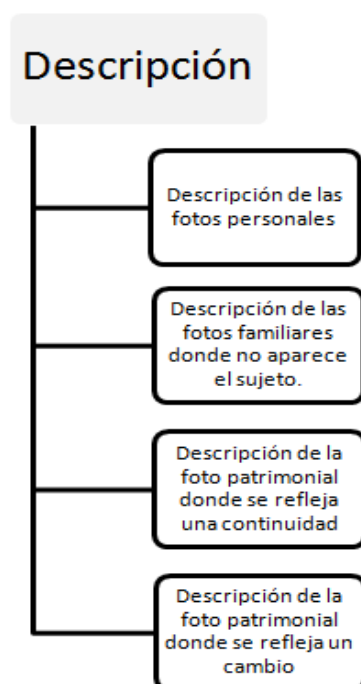 Descripción
Descripción de las
fotos personales
Descripción de las
fotos familiares
donde no aparece
el sujeto.
Descripción de la
foto patrimonial
donde se refleja
una continuidad
Descripción de la
foto patrimonial
donde se refleja un
cambio